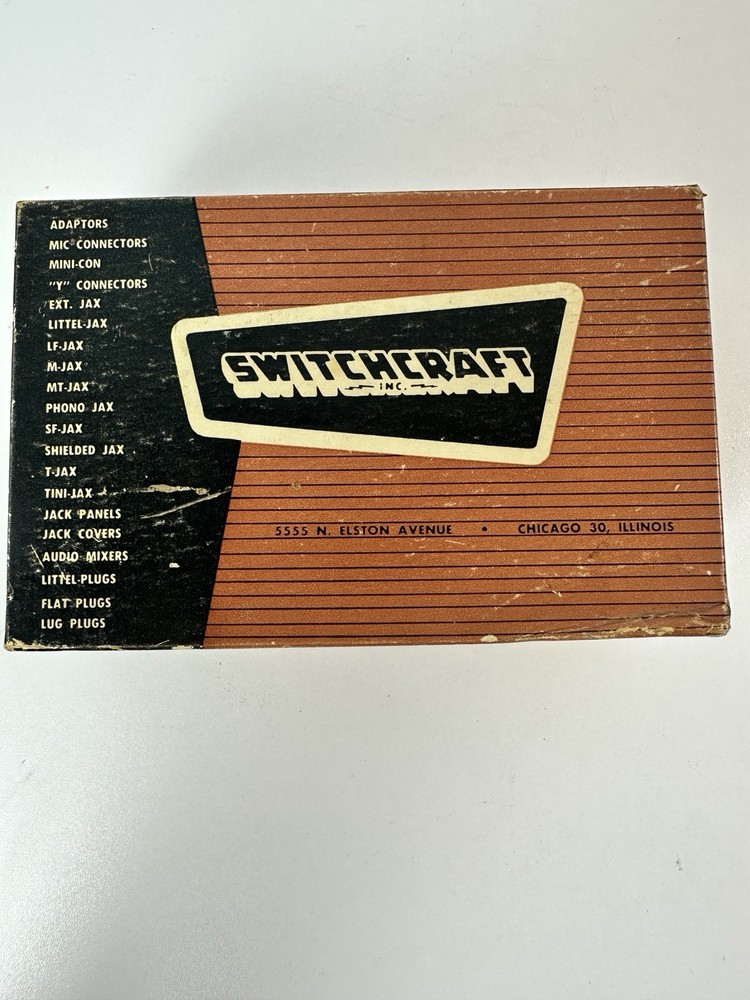 ADAPTORS
MIC CONNECTORS
MINI-CON
"Y" CONNECTORS
EXT. JAX
LITTEL-JAX
LF-JAX
M-JAX
MT-JAX
PHONO JAX
SF-JAX
SHIELDED JAX
T-JAX
TINI-JAX
JACK PANELS
JACK COVERS
AUDIO MIXERS
LITTEL-PLUGS
FLAT PLUGS
LUG PLUGS
SWITCHCRAFT
INC.
5555 N. ELSTON AVENUE • CHICAGO 30, ILLINOIS